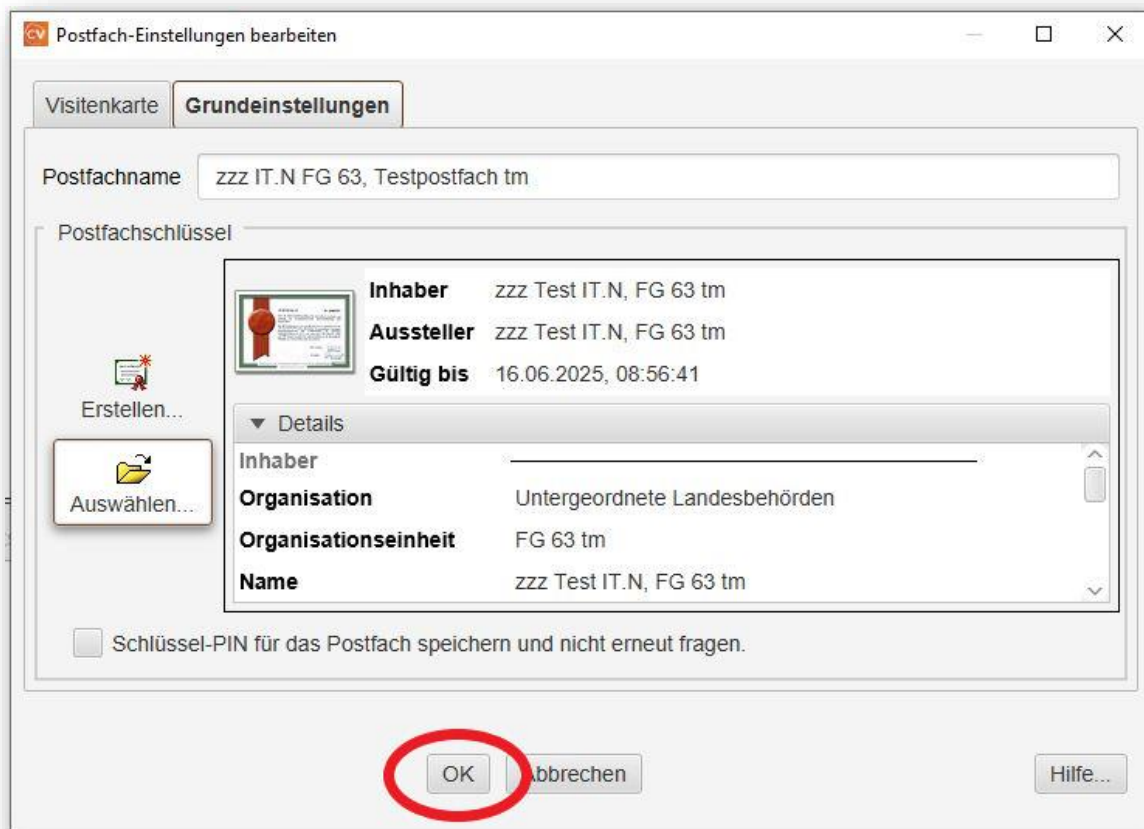 CV Postfach-Einstellungen bearbeiten
Visitenkarte Grundeinstellungen
Postfachname zzz IT.N FG 63, Testpostfach tm
Postfachschlüssel
Inhaber zzz Test IT.N, FG 63 tm
Aussteller zzz Test IT.N, FG 63 tm
Gültig bis 16.06.2025, 08:56:41
Erstellen...
Auswählen...
Details
Inhaber
Organisation Untergeordnete Landesbehörden
Organisationseinheit FG 63 tm
Name zzz Test IT.N, FG 63 tm
Schlüssel-PIN für das Postfach speichern und nicht erneut fragen.
OK Abbrechen Hilfe...